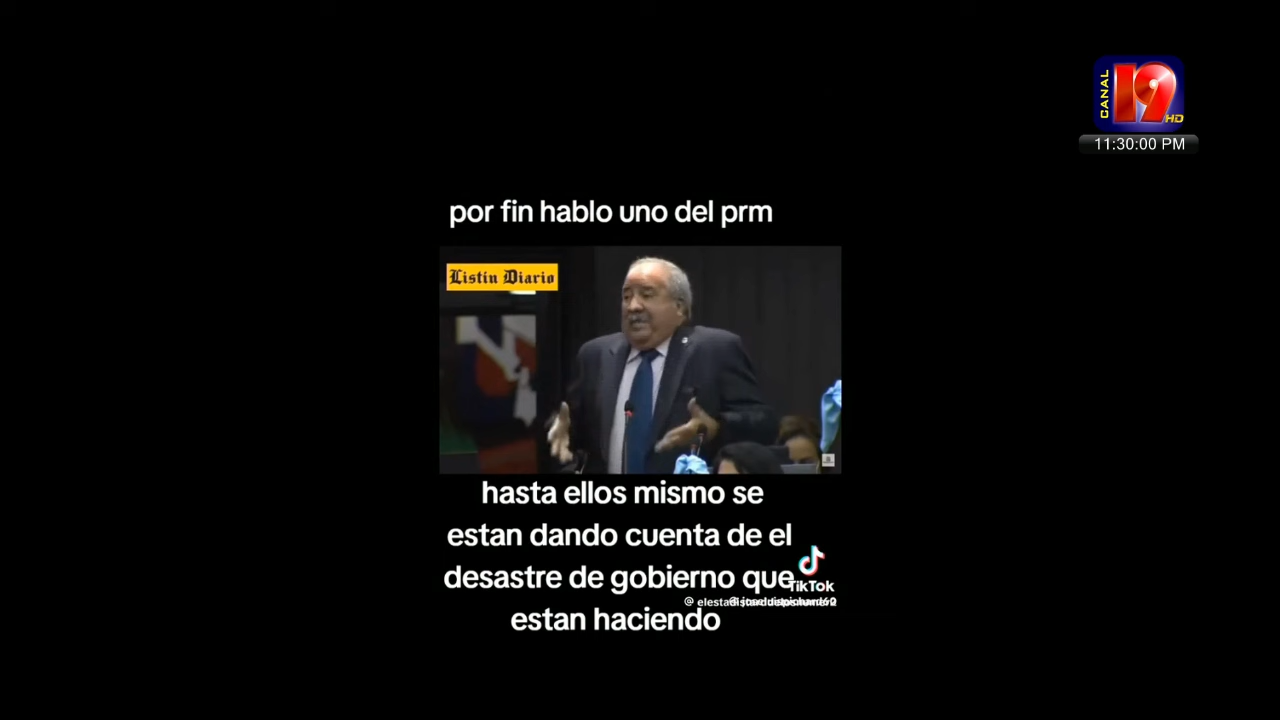 CANAL
19
HD
11:30:00 PM
por fin hablo uno del prm
Listín Diario
hasta ellos mismo se
estan dando cuenta de el
desastre de gobierno que
TikTok
estan haciendo